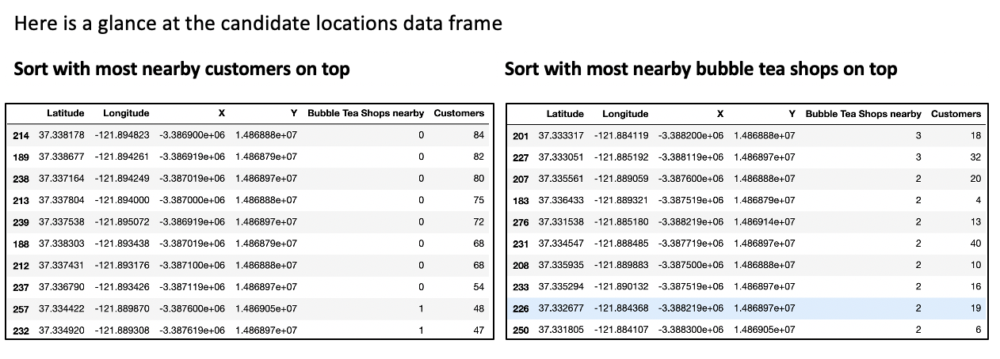 Here is a glance at the candidate locations data frame
Sort with most nearby customers on top
Latitude Longitude X Y Bubble Tea Shops nearby Customers
214 37.338178 -121.894823 -3.386900e+06 1.486888e+07 0 84
189 37.338677 -121.894261 -3.386919e+06 1.486879e+07 0 82
238 37.337164 -121.894249 -3.387019e+06 1.486897e+07 0 80
213 37.337804 -121.894000 -3.387000e+06 1.486888e+07 0 75
239 37.337538 -121.895072 -3.386919e+06 1.486897e+07 0 72
188 37.338303 -121.893438 -3.387019e+06 1.486879e+07 0 68
212 37.337431 -121.893176 -3.387100e+06 1.486888e+07 0 68
237 37.336790 -121.893426 -3.387119e+06 1.486897e+07 0 54
257 37.334422 -121.889870 -3.387600e+06 1.486905e+07 1 48
232 37.334920 -121.889308 -3.387619e+06 1.486897e+07 1 47
Sort with most nearby bubble tea shops on top
Latitude Longitude X Y Bubble Tea Shops nearby Customers
201 37.333317 -121.884119 -3.388200e+06 1.486888e+07 3 18
227 37.333051 -121.885192 -3.388119e+06 1.486897e+07 3 32
207 37.335561 -121.889059 -3.387600e+06 1.486888e+07 2 20
183 37.336433 -121.889321 -3.387519e+06 1.486879e+07 2 4
276 37.331538 -121.885180 -3.388219e+06 1.486914e+07 2 13
231 37.334547 -121.888485 -3.387719e+06 1.486897e+07 2 40
208 37.335935 -121.889883 -3.387500e+06 1.486888e+07 2 10
233 37.335294 -121.890132 -3.387519e+06 1.486897e+07 2 16
226 37.332677 -121.884368 -3.388219e+06 1.486897e+07 2 19
250 37.331805 -121.884107 -3.388300e+06 1.486905e+07 2 6